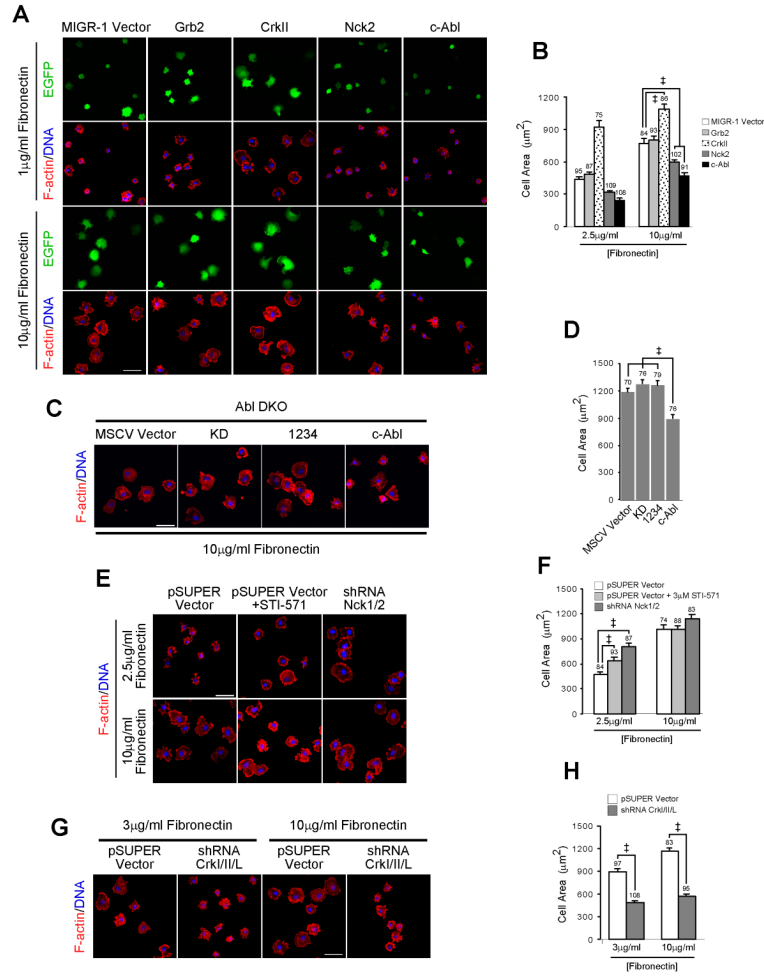 A
MIGR-1 Vector Grb2 CrkII Nck2 c-Abl
1μg/ml Fibronectin
EGFP
F-actin/DNA
10μg/ml Fibronectin
EGFP
F-actin/DNA
B
Cell Area (μm²)
1200
900
600
300
0
95 87 75 109 108
84 93 86 102 91
‡
‡
2.5μg/ml 10μg/ml
[Fibronectin]
MIGR-1 Vector
Grb2
CrkII
Nck2
c-Abl
C
Abl DKO
MSCV Vector KD 1234 c-Abl
F-actin/DNA
10μg/ml Fibronectin
D
Cell Area (μm²)
1500
1200
900
600
300
0
‡
70 76 79 76
MSCV Vector
KD
1234
c-Abl
E
pSUPER Vector
pSUPER Vector +STI-571
shRNA Nck1/2
F-actin/DNA
2.5μg/ml Fibronectin
10μg/ml Fibronectin
F
pSUPER Vector
pSUPER Vector + 3μM STI-571
shRNA Nck1/2
Cell Area (μm²)
1500
1200
900
600
300
0
‡
‡
84 93 87 74 88 83
2.5μg/ml 10μg/ml
[Fibronectin]
G
3μg/ml Fibronectin 10μg/ml Fibronectin
pSUPER Vector
shRNA CrkI/II/L
pSUPER Vector
shRNA CrkI/II/L
F-actin/DNA
H
pSUPER Vector
shRNA CrkI/II/L
Cell Area (μm²)
1500
1200
900
600
300
0
‡
‡
97 108 83 95
3μg/ml 10μg/ml
[Fibronectin]